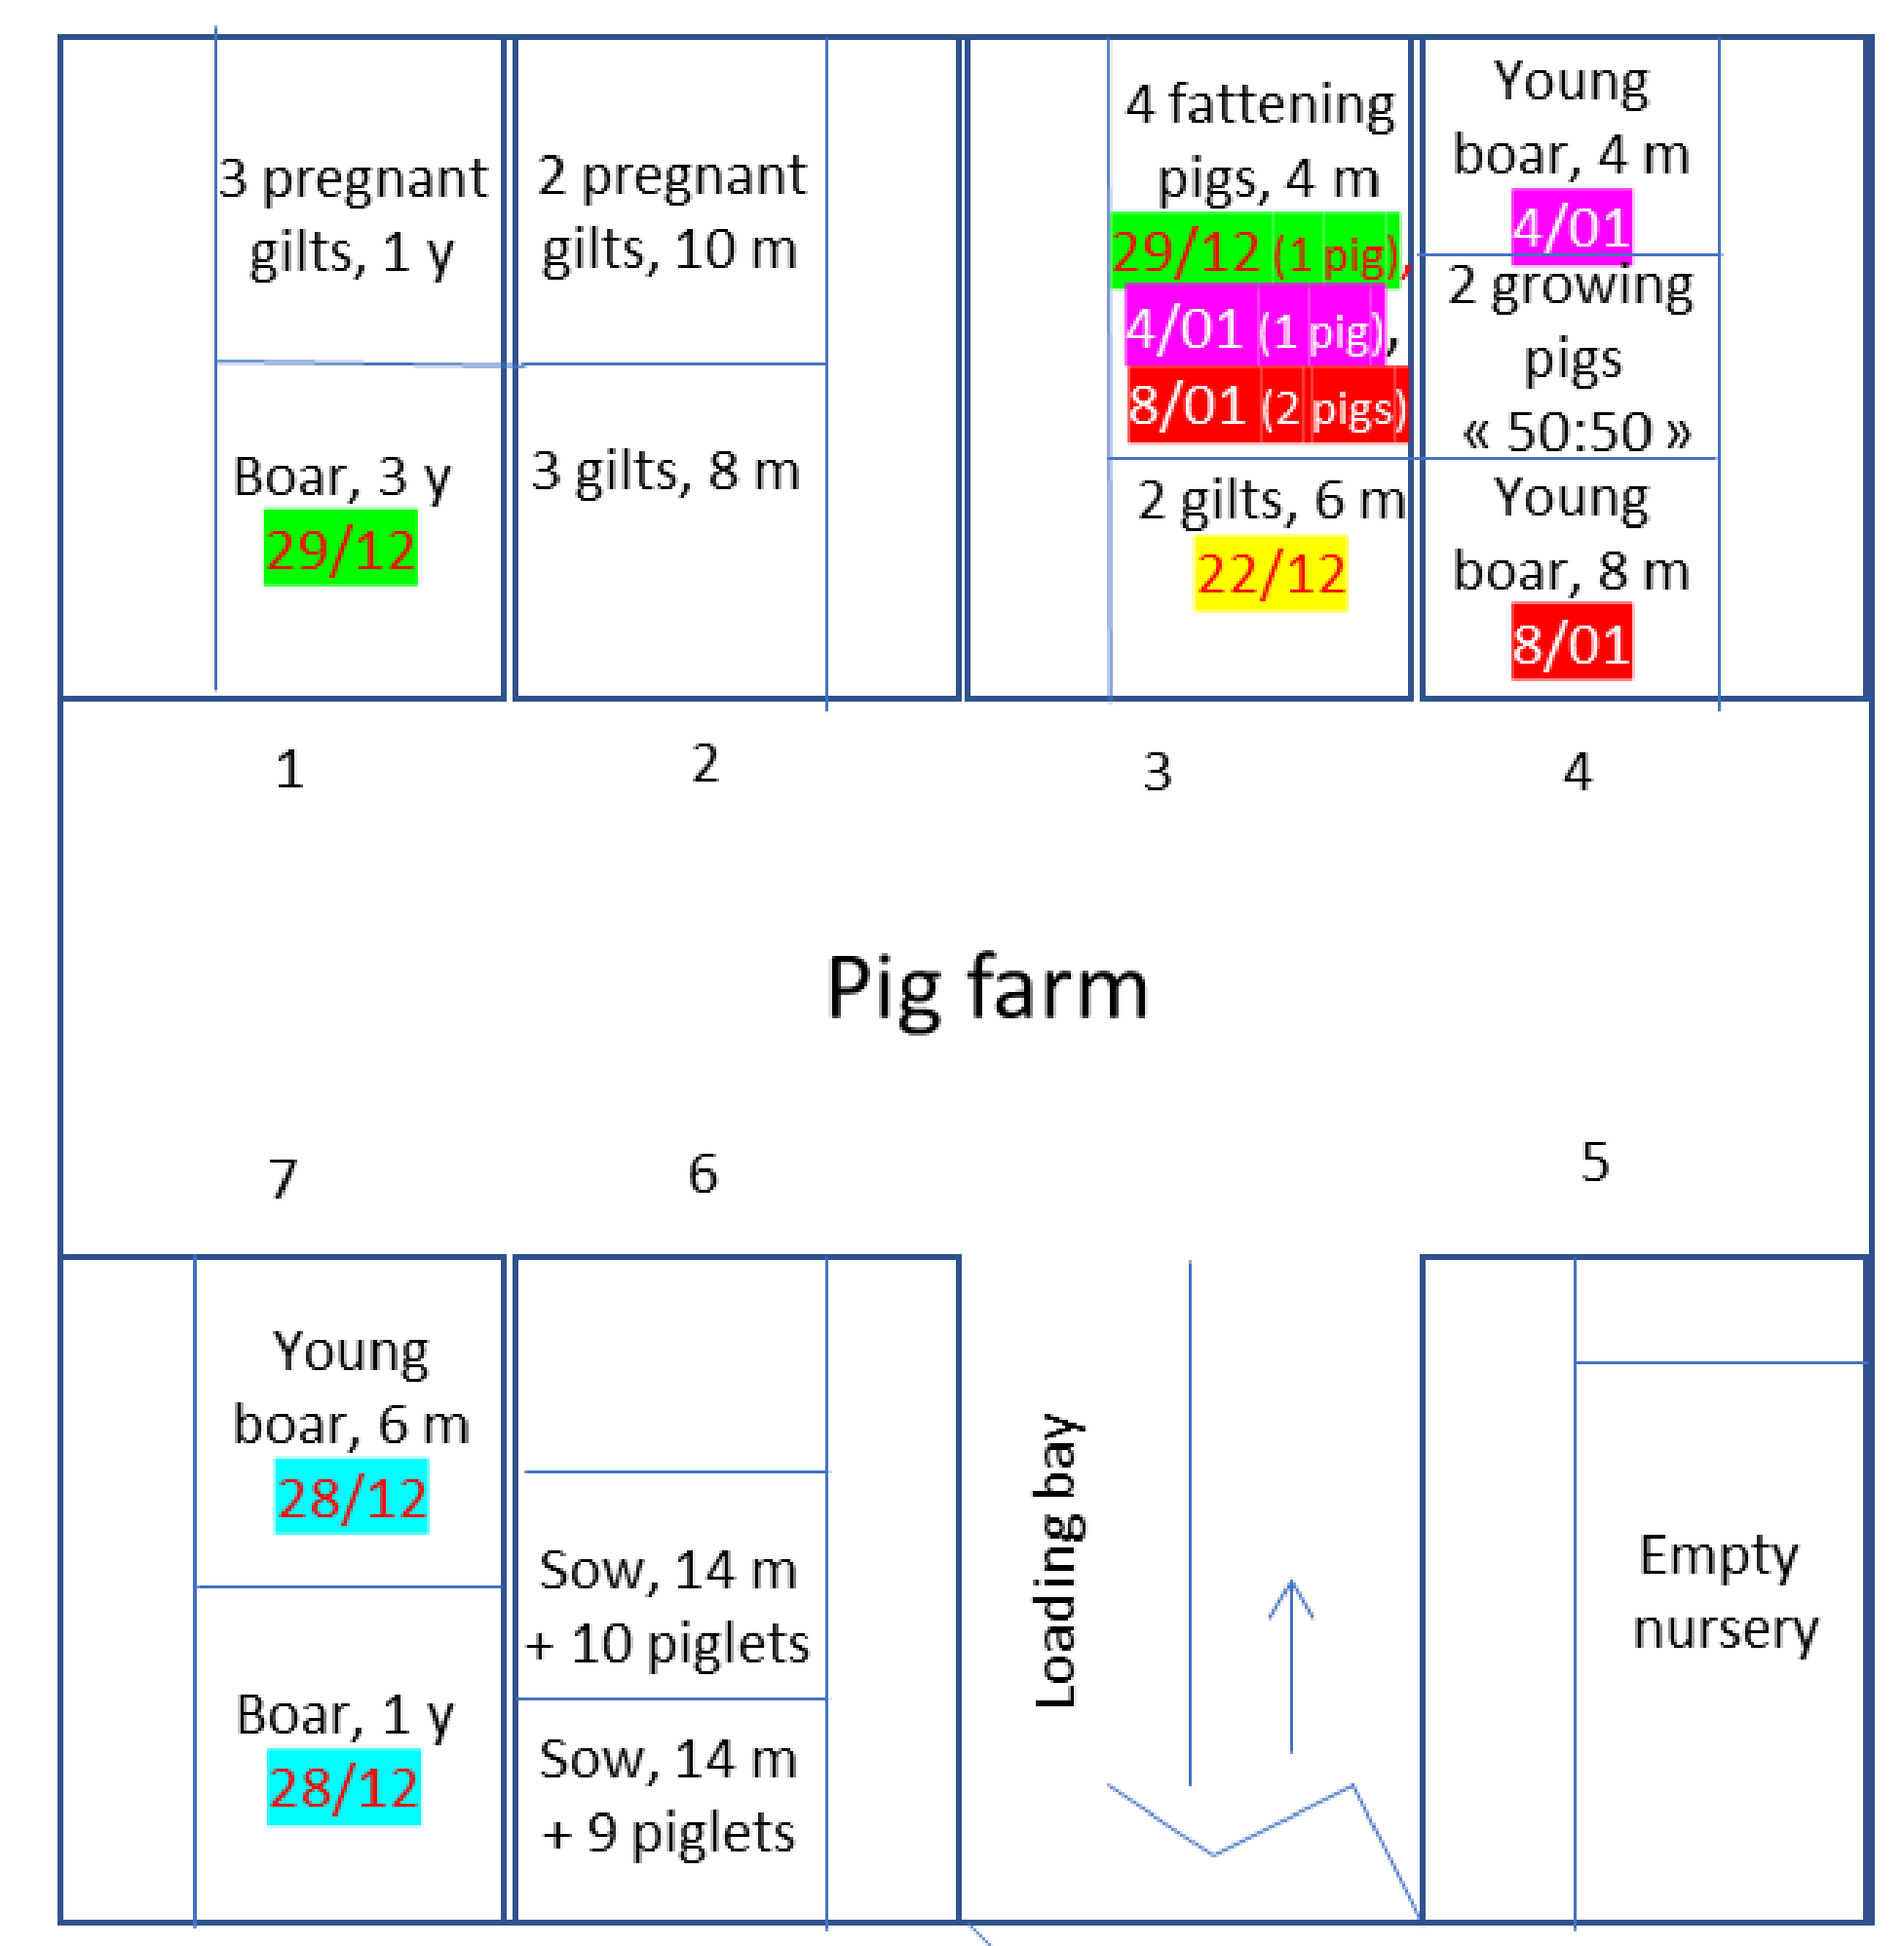 3 pregnant
gilts, 1 y
Boar, 3 y
29/12
2 pregnant
gilts, 10 m
3 gilts, 8 m
4 fattening
pigs, 4 m
29/12 (1 pig),
4/01 (1 pig),
8/01 (2 pigs)
2 gilts, 6 m
22/12
Young
boar, 4 m
4/01
2 growing
pigs
« 50:50 »
Young
boar, 8 m
8/01
1
2
3
4
Pig farm
7
6
5
Young
boar, 6 m
28/12
Boar, 1 y
28/12
Sow, 14 m
+ 10 piglets
Sow, 14 m
+ 9 piglets
Loading bay
Empty
nursery